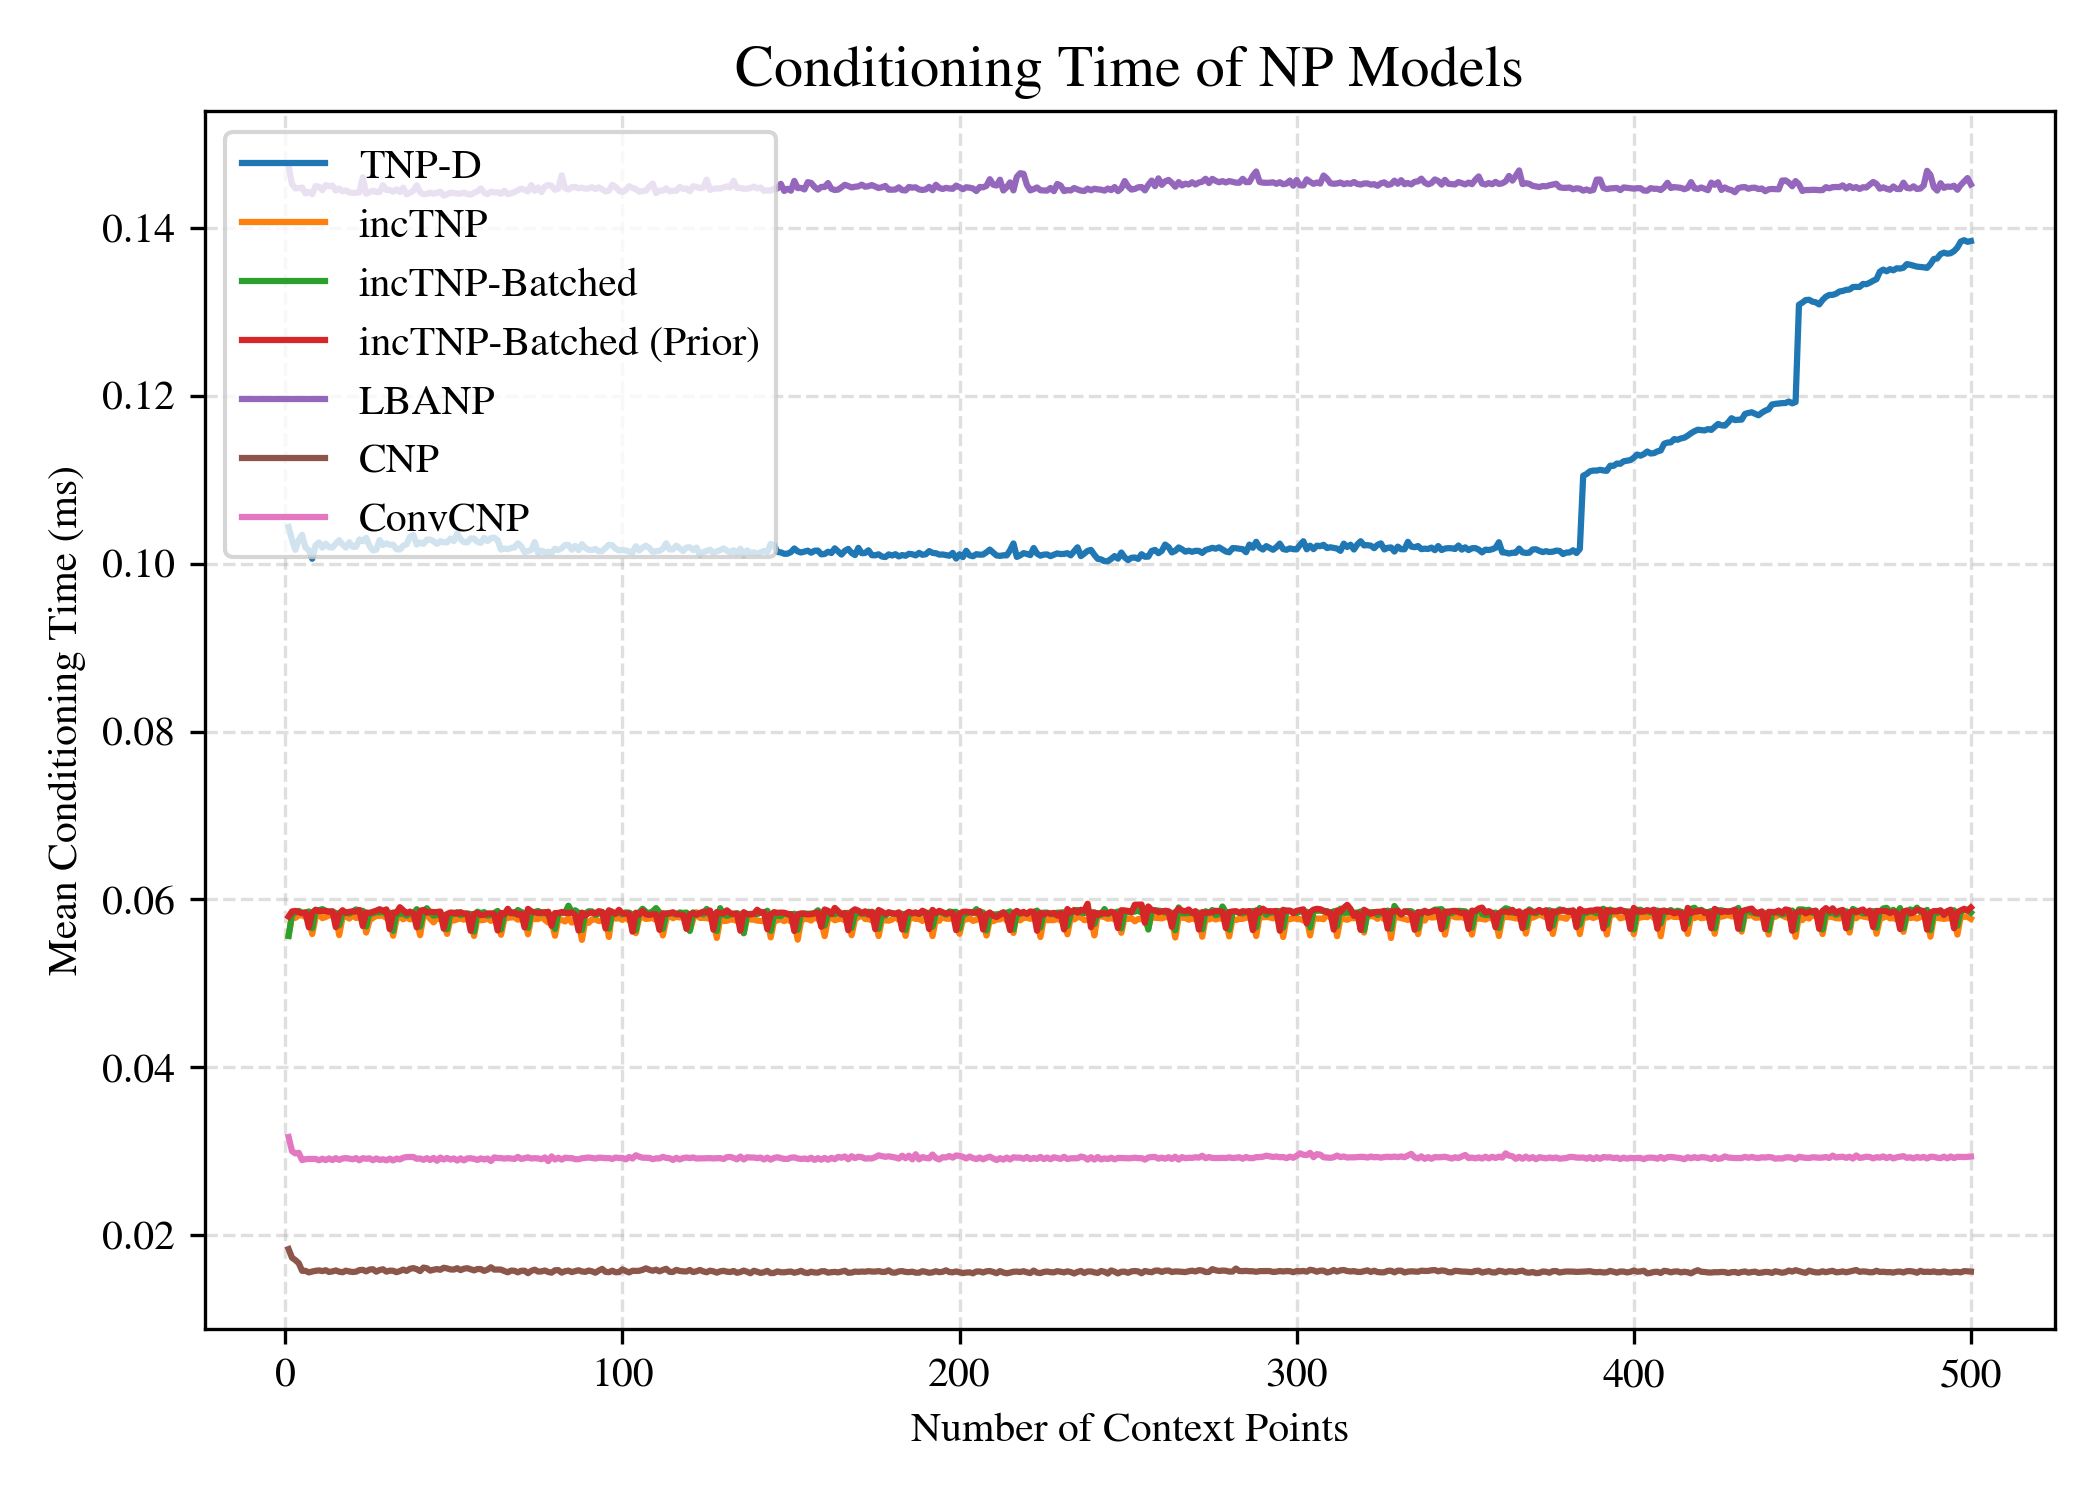 Conditioning Time of NP Models
TNP-D
incTNP
incTNP-Batched
incTNP-Batched (Prior)
LBANP
CNP
ConvCNP
Mean Conditioning Time (ms)
0.14
0.12
0.10
0.08
0.06
0.04
0.02
0 100 200 300 400 500
Number of Context Points